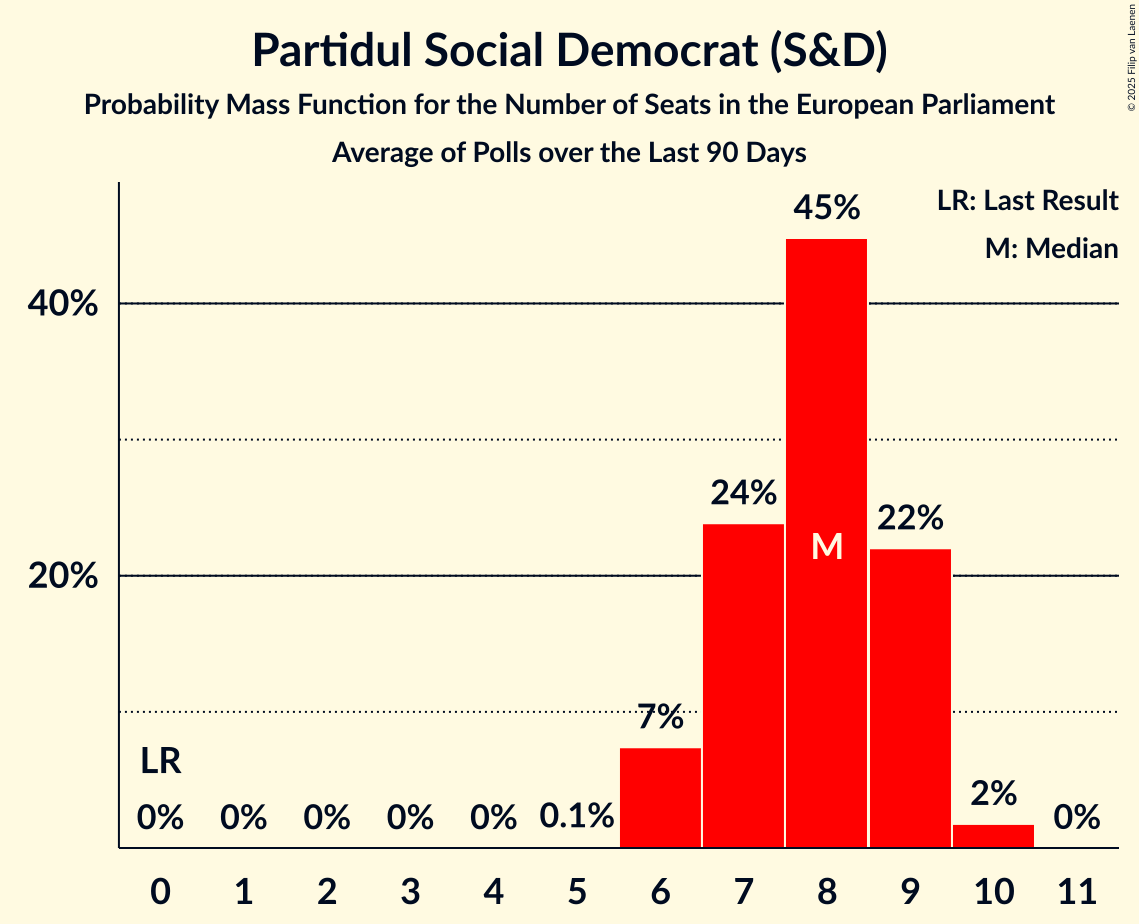 Partidul Social Democrat (S&D)
Probability Mass Function for the Number of Seats in the European Parliament
Average of Polls over the Last 90 Days
© 2025 Filip van Laenen
LR: Last Result
M: Median
45%
40%
24%
22%
M
20%
7%
LR
2%
0% 0% 0% 0% 0% 0.1% 0%
0 1 2 3 4 5 6 7 8 9 10 11